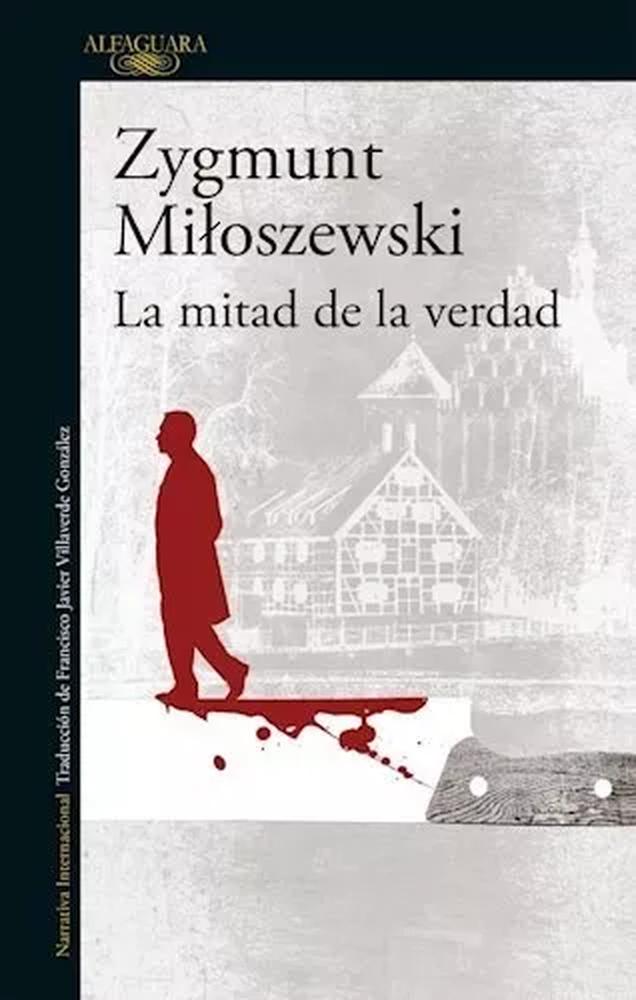 ALFAGUARA
Zygmunt
Miłoszewski
La mitad de la verdad
Narrativa Internacional Traducción de Francisco Javier Villaverde González